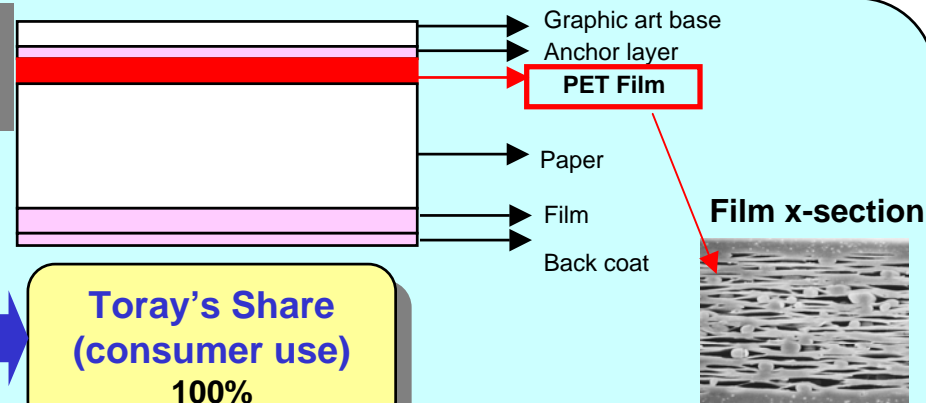 Graphic art base
Anchor layer
PET Film
Paper
Film
Film x-section
Back coat
Toray's Share
(consumer use)
100%